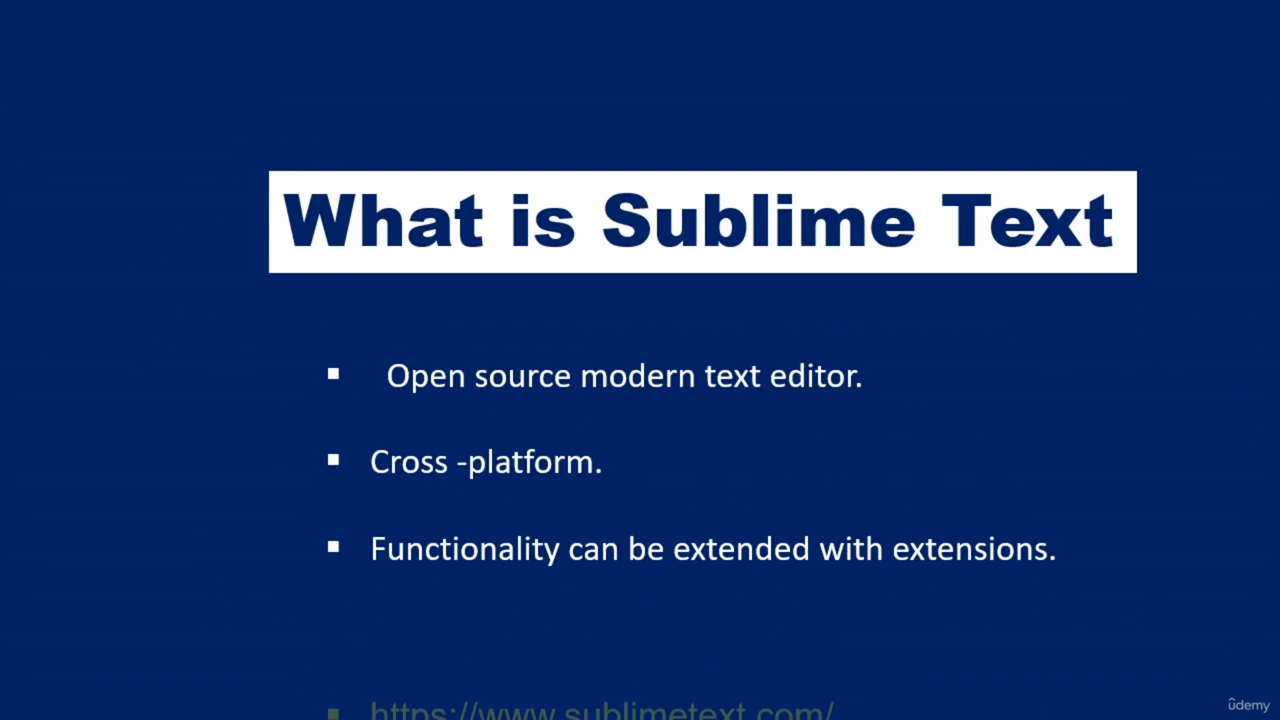 What is Sublime Text
▪ Open source modern text editor.
▪ Cross -platform.
▪ Functionality can be extended with extensions.
▪ https://www.sublimetext.com/
ûdemy